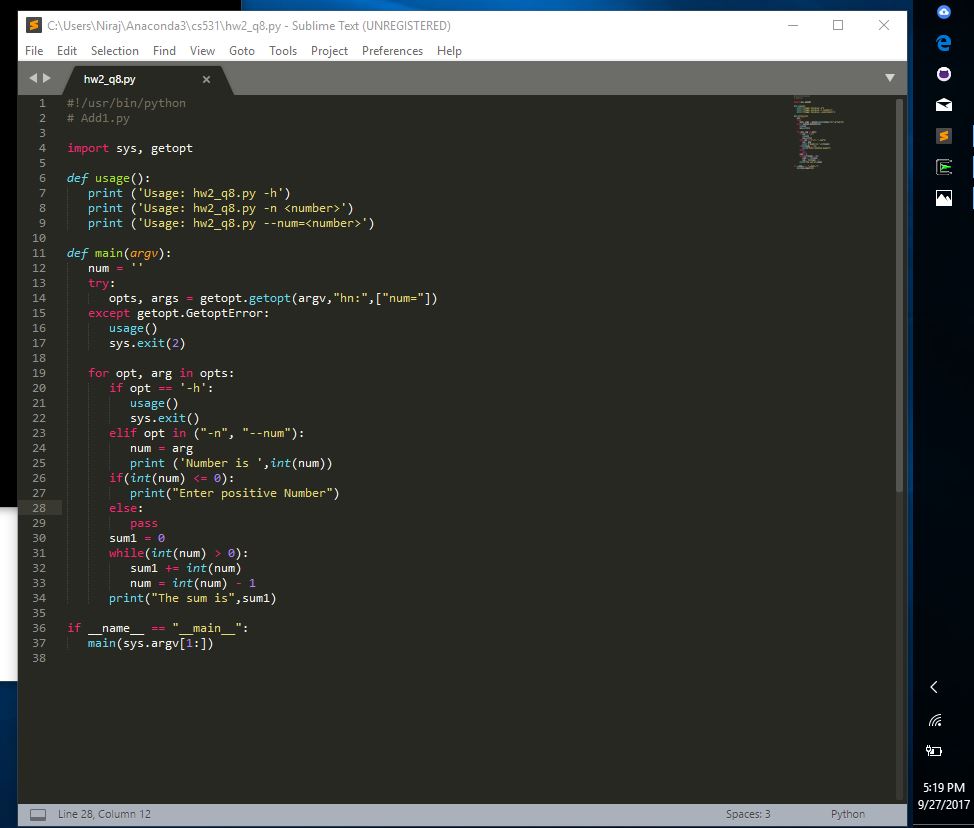 C:\Users\Niraj\Anaconda3\cs531\hw2_q8.py - Sublime Text (UNREGISTERED)
File Edit Selection Find View Goto Tools Project Preferences Help
hw2_q8.py
1 #!/usr/bin/python
2 # Add1.py
3
4 import sys, getopt
5
6 def usage():
7    print ('Usage: hw2_q8.py -h')
8    print ('Usage: hw2_q8.py -n <number>')
9    print ('Usage: hw2_q8.py --num=<number>')
10
11 def main(argv):
12    num = ''
13    try:
14       opts, args = getopt.getopt(argv,"hn:",["num="])
15    except getopt.GetoptError:
16       usage()
17       sys.exit(2)
18
19    for opt, arg in opts:
20       if opt == '-h':
21          usage()
22          sys.exit()
23       elif opt in ("-n", "--num"):
24          num = arg
25          print ('Number is ',int(num))
26       if(int(num) <= 0):
27          print("Enter positive Number")
28       else:
29          pass
30       sum1 = 0
31       while(int(num) > 0):
32          sum1 += int(num)
33          num = int(num) - 1
34       print("The sum is",sum1)
35
36 if __name__ == "__main__":
37    main(sys.argv[1:])
38
Line 28, Column 12 Spaces: 3 Python
5:19 PM
9/27/2017